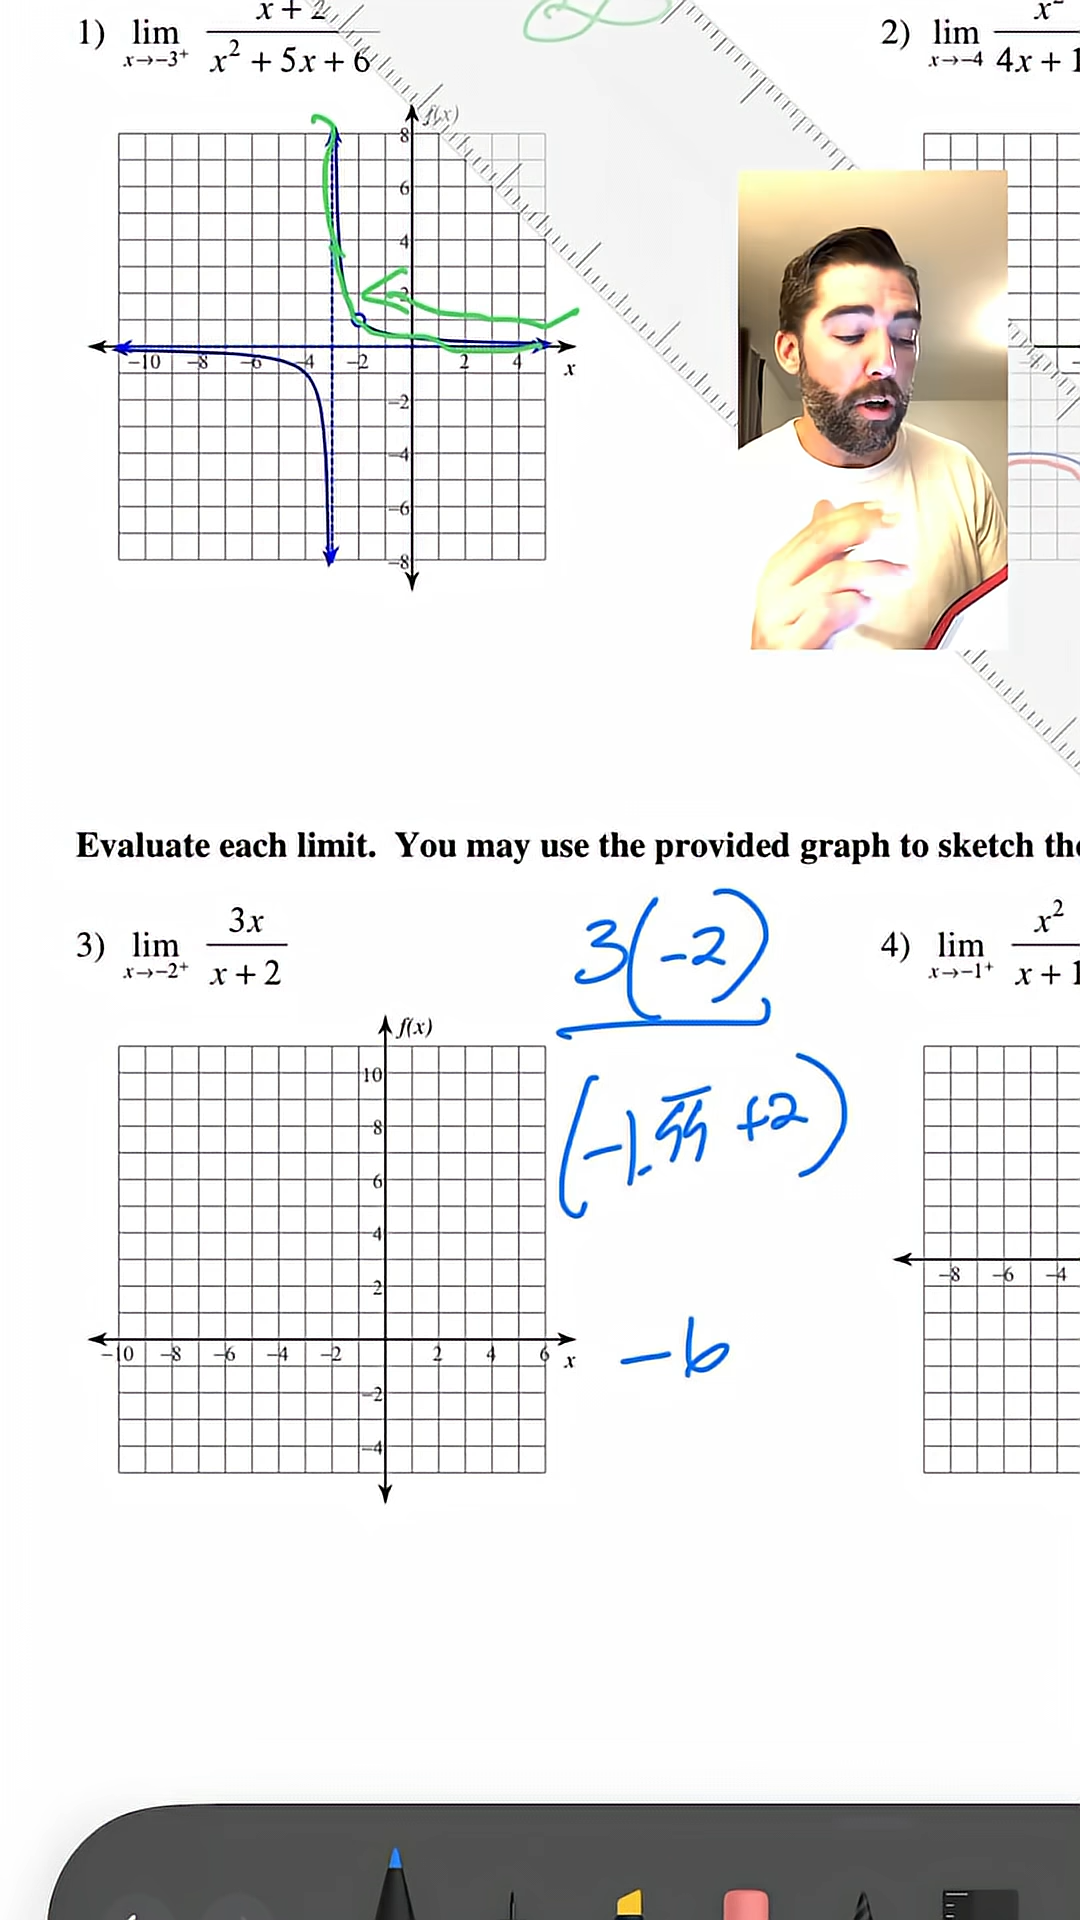 1) lim x→−3⁺ x + 2 / x² + 5x + 6
2) lim x→−4 x² / 4x + 1
f(x)
8
6
4
2
−10 −8 −6 −4 −2 2 4 x
−2
−4
−6
−8
Evaluate each limit. You may use the provided graph to sketch the
3) lim x→−2⁺ 3x / x + 2
3(−2)
(−1.99 +2)
−6
4) lim x→−1⁺ x² / x + 1
f(x)
10
8
6
4
2
−10 −8 −6 −4 −2 2 4 6 x
−2
−4
−8 −6 −4